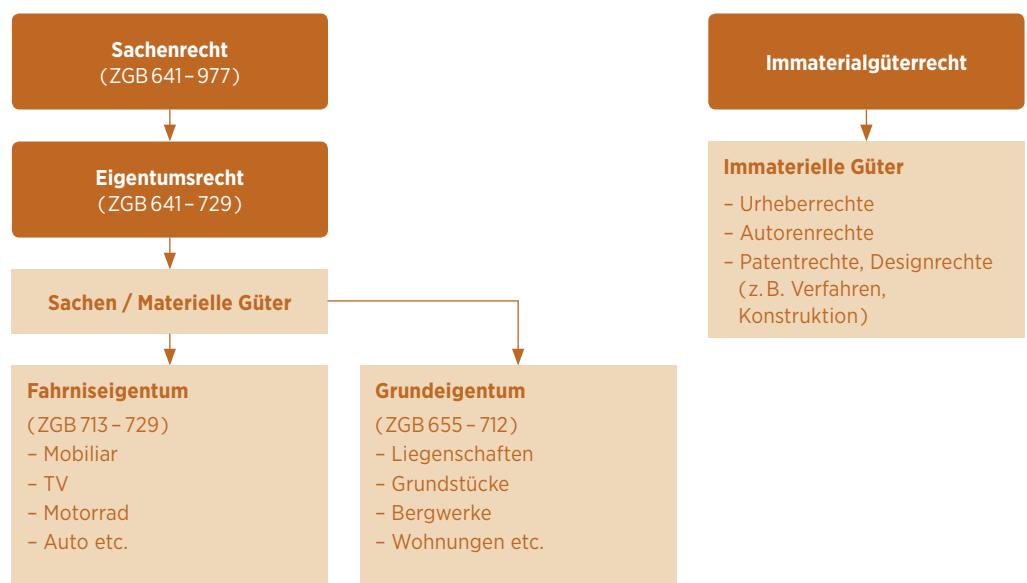 Sachenrecht
(ZGB 641 – 977)
Eigentumsrecht
(ZGB 641 – 729)
Sachen / Materielle Güter
Fahrniseigentum
(ZGB 713 – 729)
– Mobiliar
– TV
– Motorrad
– Auto etc.
Grundeigentum
(ZGB 655 – 712)
– Liegenschaften
– Grundstücke
– Bergwerke
– Wohnungen etc.
Immaterialgüterrecht
Immaterielle Güter
– Urheberrechte
– Autorenrechte
– Patentrechte, Designrechte
(z. B. Verfahren,
Konstruktion)